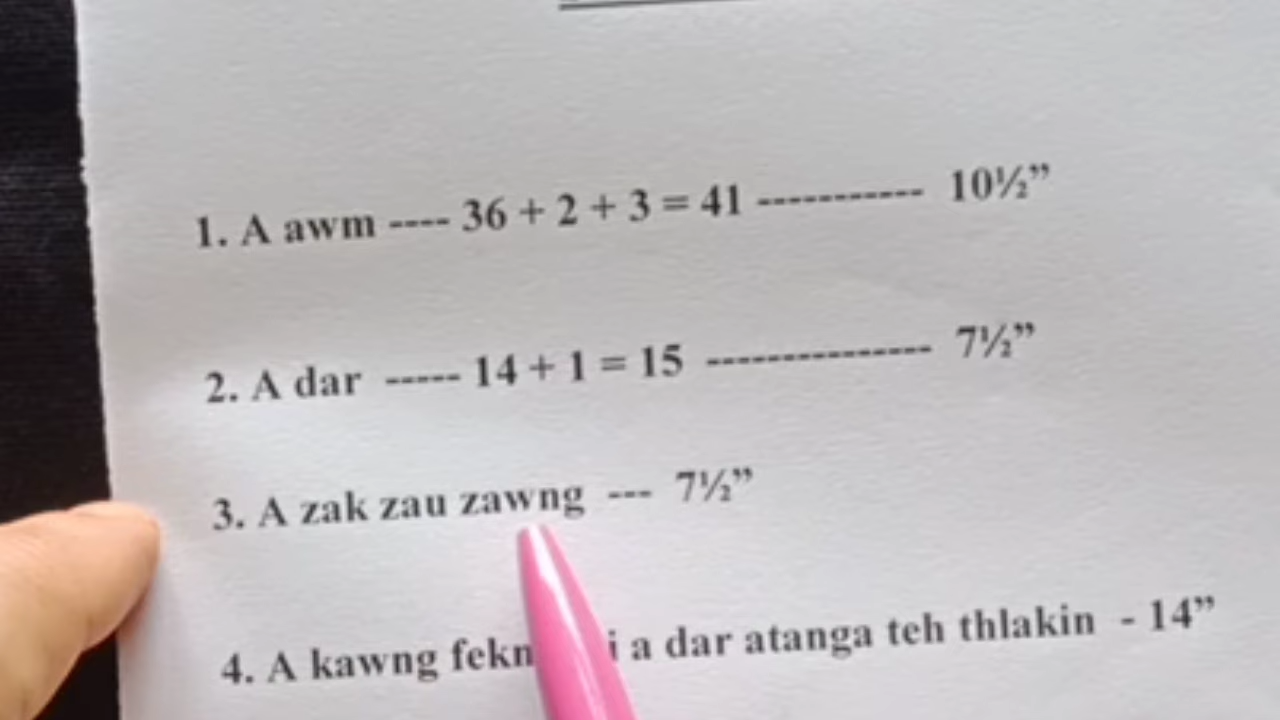 1. A awm ---- 36 + 2 + 3 = 41 ----------- 10½”
2. A dar ----- 14 + 1 = 15 --------------- 7½”
3. A zak zau zawng --- 7½”
4. A kawng a dar atanga teh thlakin - 14”